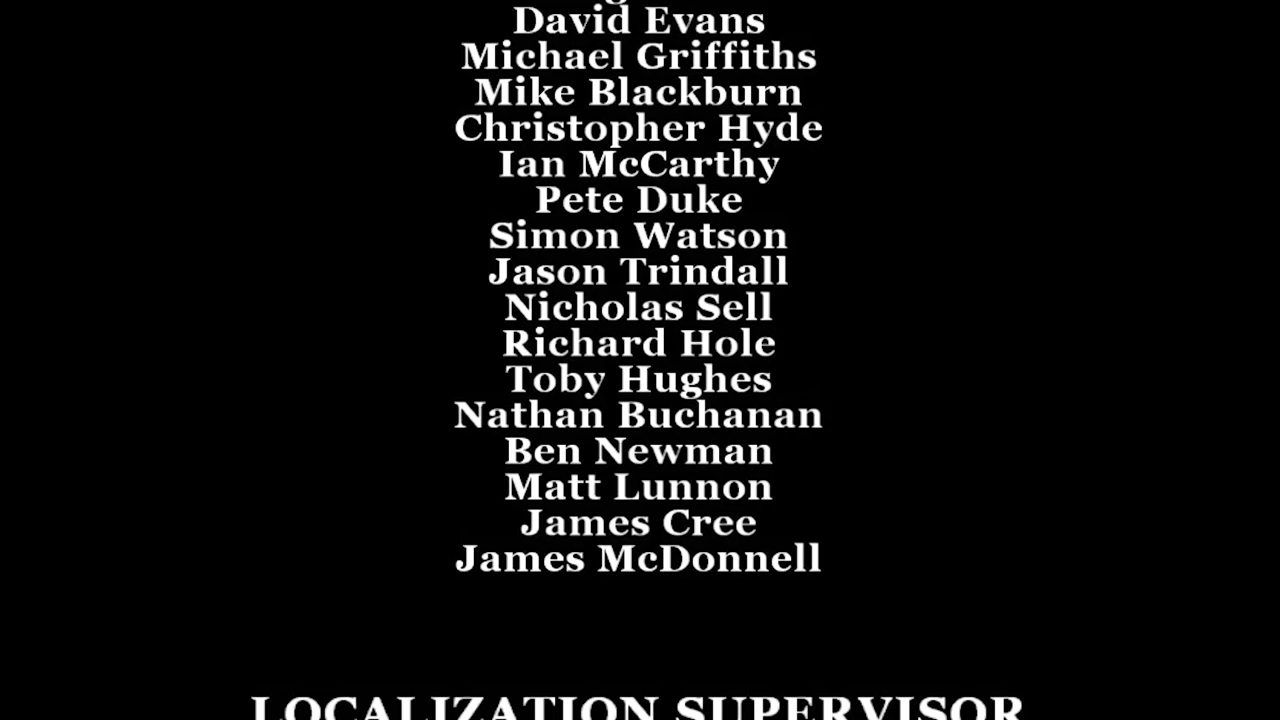 David Evans
Michael Griffiths
Mike Blackburn
Christopher Hyde
Ian McCarthy
Pete Duke
Simon Watson
Jason Trindall
Nicholas Sell
Richard Hole
Toby Hughes
Nathan Buchanan
Ben Newman
Matt Lunnon
James Cree
James McDonnell
LOCALIZATION SUPERVISOR